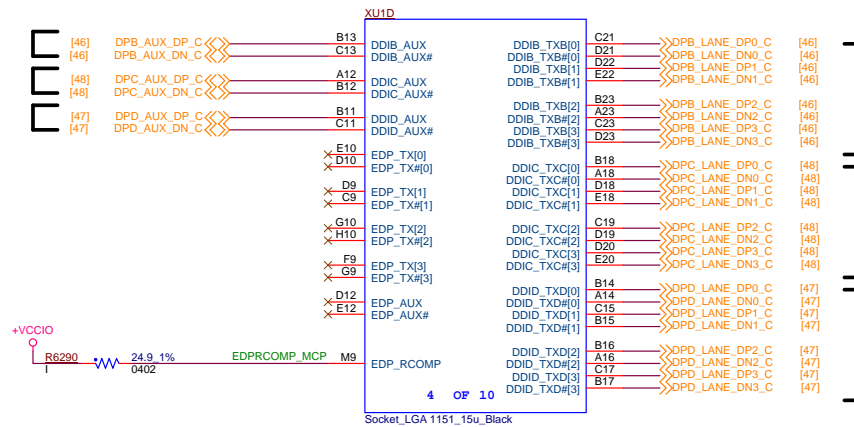 XU1D
[46] DPB_AUX_DP_C B13 DDIB_AUX DDIB_TXB[0] C21 DPB_LANE_DP0_C [46]
[46] DPB_AUX_DN_C C13 DDIB_AUX# DDIB_TXB#[0] D21 DPB_LANE_DN0_C [46]
DDIB_TXB[1] D22 DPB_LANE_DP1_C [46]
[48] DPC_AUX_DP_C A12 DDIC_AUX DDIB_TXB#[1] E22 DPB_LANE_DN1_C [46]
[48] DPC_AUX_DN_C B12 DDIC_AUX#
DDIB_TXB[2] B23 DPB_LANE_DP2_C [46]
[47] DPD_AUX_DP_C B11 DDID_AUX DDIB_TXB#[2] A23 DPB_LANE_DN2_C [46]
[47] DPD_AUX_DN_C C11 DDID_AUX# DDIB_TXB[3] C23 DPB_LANE_DP3_C [46]
DDIB_TXB#[3] D23 DPB_LANE_DN3_C [46]
E10 EDP_TX[0]
D10 EDP_TX#[0] DDIC_TXC[0] B18 DPC_LANE_DP0_C [48]
DDIC_TXC#[0] A18 DPC_LANE_DN0_C [48]
D9 EDP_TX[1] DDIC_TXC[1] D18 DPC_LANE_DP1_C [48]
C9 EDP_TX#[1] DDIC_TXC#[1] E18 DPC_LANE_DN1_C [48]
G10 EDP_TX[2] DDIC_TXC[2] C19 DPC_LANE_DP2_C [48]
H10 EDP_TX#[2] DDIC_TXC#[2] D19 DPC_LANE_DN2_C [48]
DDIC_TXC[3] D20 DPC_LANE_DP3_C [48]
F9 EDP_TX[3] DDIC_TXC#[3] E20 DPC_LANE_DN3_C [48]
G9 EDP_TX#[3]
DDID_TXD[0] B14 DPD_LANE_DP0_C [47]
D12 EDP_AUX DDID_TXD#[0] A14 DPD_LANE_DN0_C [47]
E12 EDP_AUX# DDID_TXD[1] C15 DPD_LANE_DP1_C [47]
DDID_TXD#[1] B15 DPD_LANE_DN1_C [47]
+VCCIO
DDID_TXD[2] B16 DPD_LANE_DP2_C [47]
R6290 24.9_1% EDPRCOMP_MCP M9 EDP_RCOMP DDID_TXD#[2] A16 DPD_LANE_DN2_C [47]
I 0402 DDID_TXD[3] C17 DPD_LANE_DP3_C [47]
DDID_TXD#[3] B17 DPD_LANE_DN3_C [47]
4 OF 10
Socket_LGA 1151_15u_Black